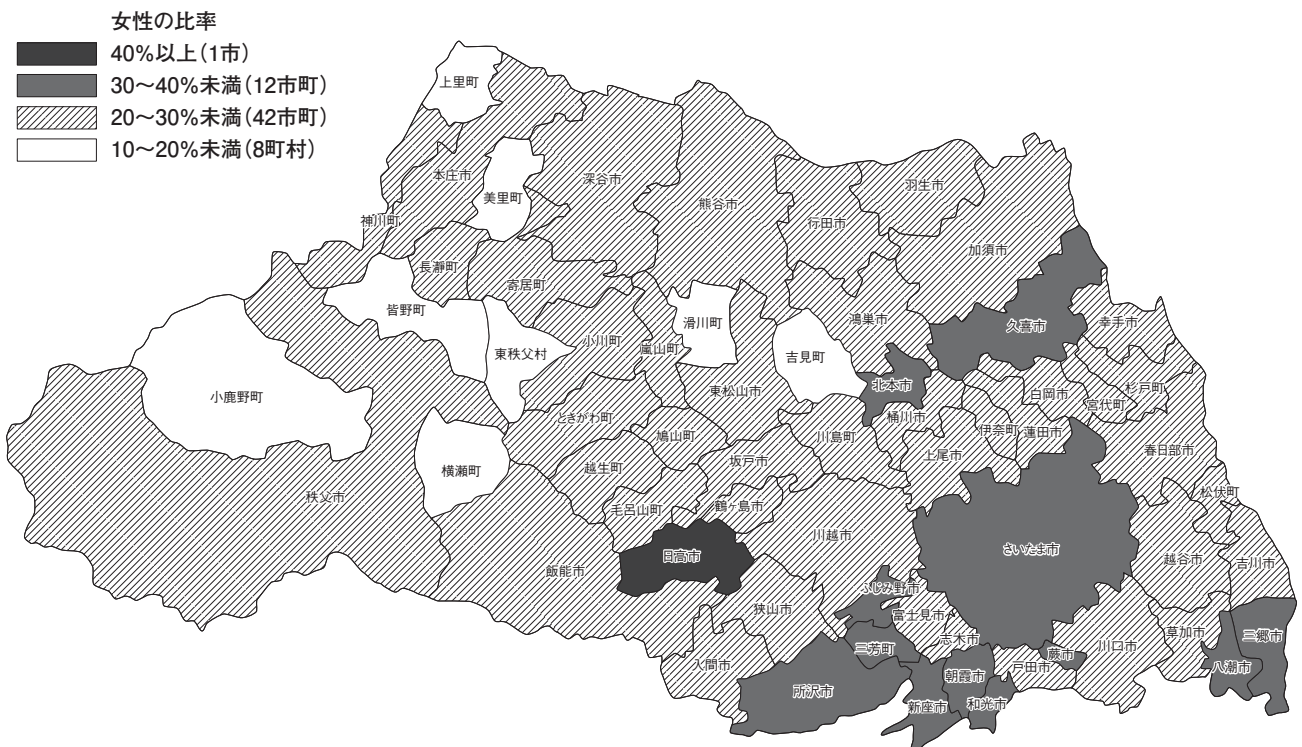 女性の比率
40%以上(1市)
30〜40%未満(12市町)
20〜30%未満(42市町)
10〜20%未満(8町村)
上里町
本庄市
美里町
深谷市
熊谷市
行田市
羽生市
加須市
神川町
長瀞町
寄居町
皆野町
東秩父村
小川町
嵐山町
滑川町
吉見町
鴻巣市
久喜市
幸手市
小鹿野町
東松山市
北本市
白岡市
宮代町
杉戸町
ときがわ町
鳩山町
川島町
桶川市
伊奈町
蓮田市
横瀬町
越生町
坂戸市
上尾市
春日部市
秩父市
毛呂山町
鶴ヶ島市
松伏町
日高市
川越市
さいたま市
越谷市
吉川市
飯能市
ふじみ野市
狭山市
富士見市
志木市
草加市
三郷市
入間市
三芳町
蕨市
川口市
戸田市
八潮市
所沢市
朝霞市
新座市
和光市